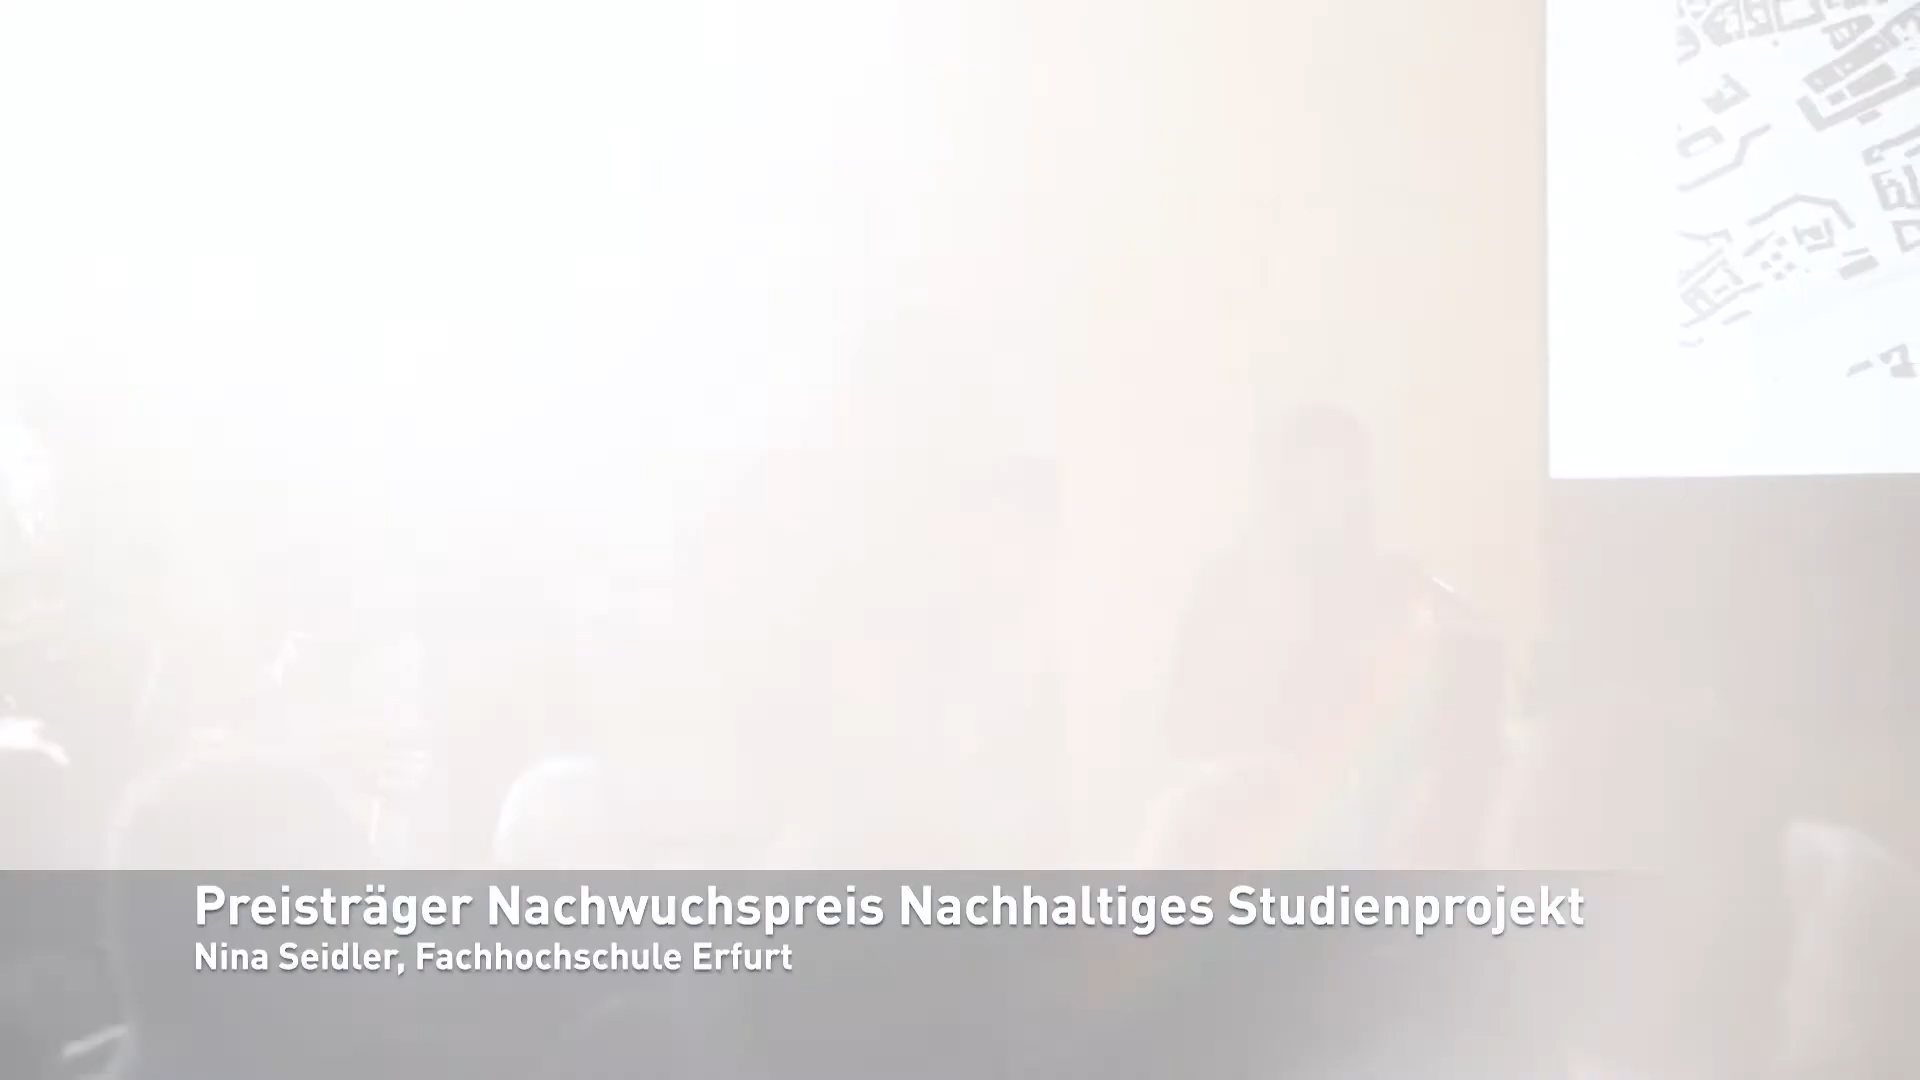 Preisträger Nachwuchspreis Nachhaltiges Studienprojekt
Nina Seidler, Fachhochschule Erfurt